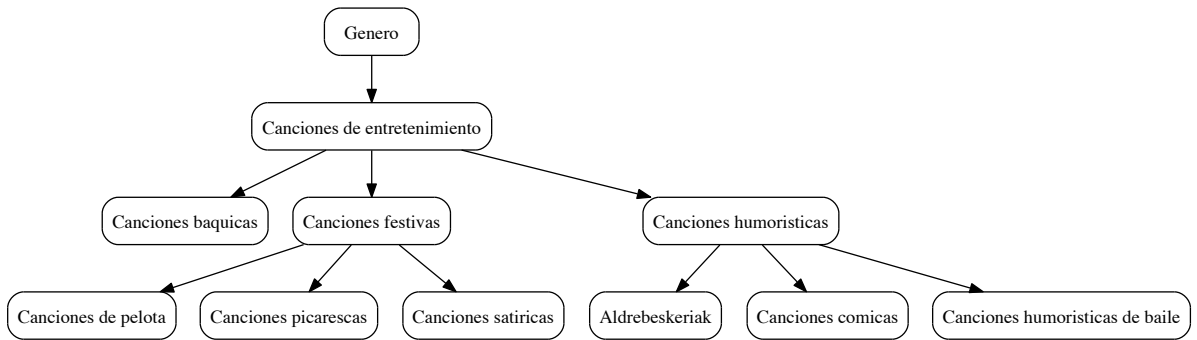 Genero
Canciones de entretenimiento
Canciones baquicas
Canciones festivas
Canciones humoristicas
Canciones de pelota
Canciones picarescas
Canciones satiricas
Aldrebeskeriak
Canciones comicas
Canciones humoristicas de baile